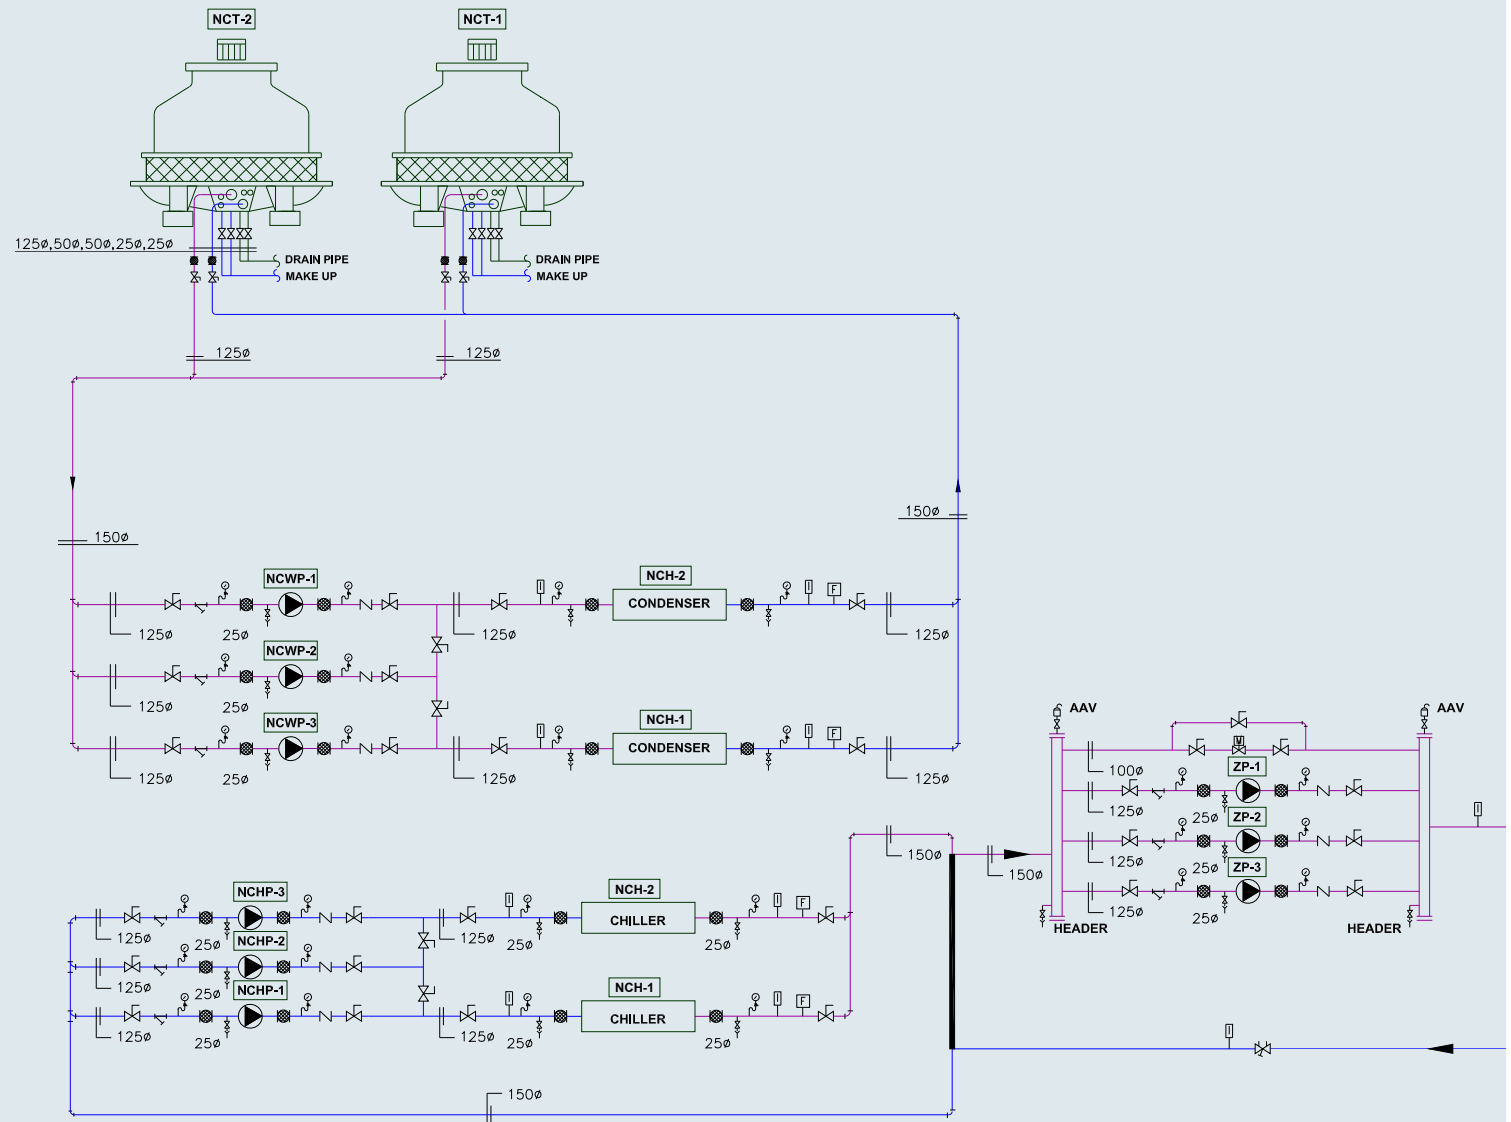 NCT-2
NCT-1
125ø,50ø,50ø,25ø,25ø
DRAIN PIPE
MAKE UP
DRAIN PIPE
MAKE UP
125ø
125ø
150ø
150ø
NCWP-1
NCH-2
CONDENSER
F
125ø
25ø
125ø
125ø
NCWP-2
125ø
25ø
NCWP-3
NCH-1
CONDENSER
F
125ø
25ø
125ø
125ø
AAV
AAV
M
100ø
ZP-1
125ø
25ø
ZP-2
125ø
25ø
ZP-3
125ø
25ø
HEADER
HEADER
150ø
150ø
NCHP-3
NCH-2
CHILLER
F
125ø
25ø
125ø
25ø
25ø
NCHP-2
125ø
25ø
NCHP-1
NCH-1
CHILLER
F
125ø
25ø
125ø
25ø
25ø
150ø